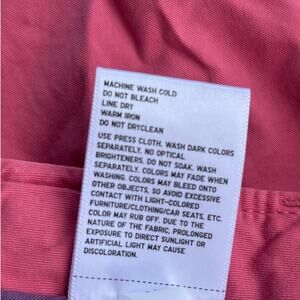 MACHINE WASH COLD
DO NOT BLEACH
LINE DRY
WARM IRON
DO NOT DRYCLEAN
USE PRESS CLOTH. WASH DARK COLORS
SEPARATELY. NO OPTICAL
BRIGHTENERS. DO NOT SOAK. WASH
SEPARATELY. COLORS MAY FADE WHEN
WASHING. COLORS MAY BLEED ONTO
OTHER OBJECTS, SO AVOID EXCESSIVE
CONTACT WITH LIGHT-COLORED
FURNITURE/CLOTHING/CAR SEATS, ETC.
COLOR MAY RUB OFF. DUE TO THE
NATURE OF THE FABRIC, PROLONGED
EXPOSURE TO DIRECT SUNLIGHT OR
ARTIFICIAL LIGHT MAY CAUSE
DISCOLORATION.